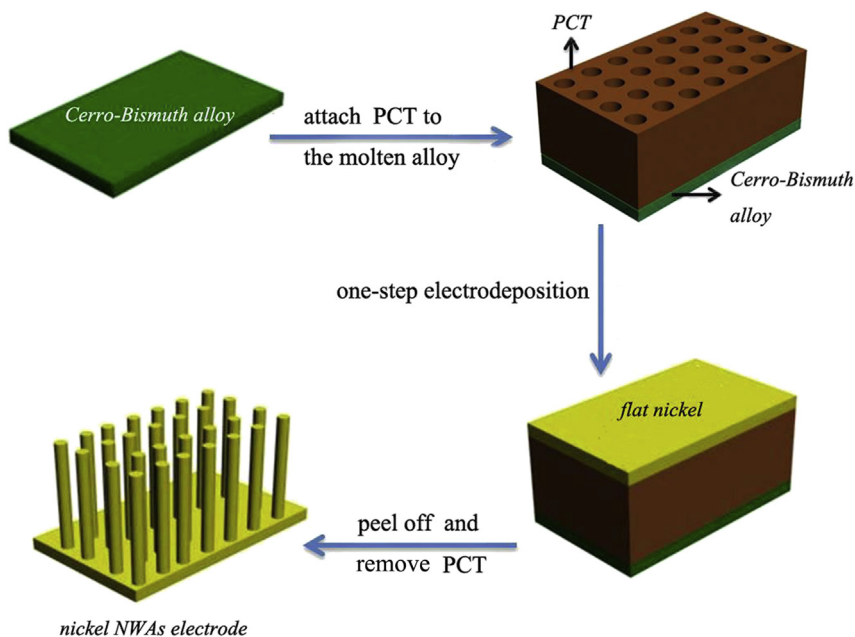 Cerro-Bismuth alloy
attach PCT to
the molten alloy
PCT
Cerro-Bismuth
alloy
one-step electrodeposition
flat nickel
peel off and
remove PCT
nickel NWAs electrode